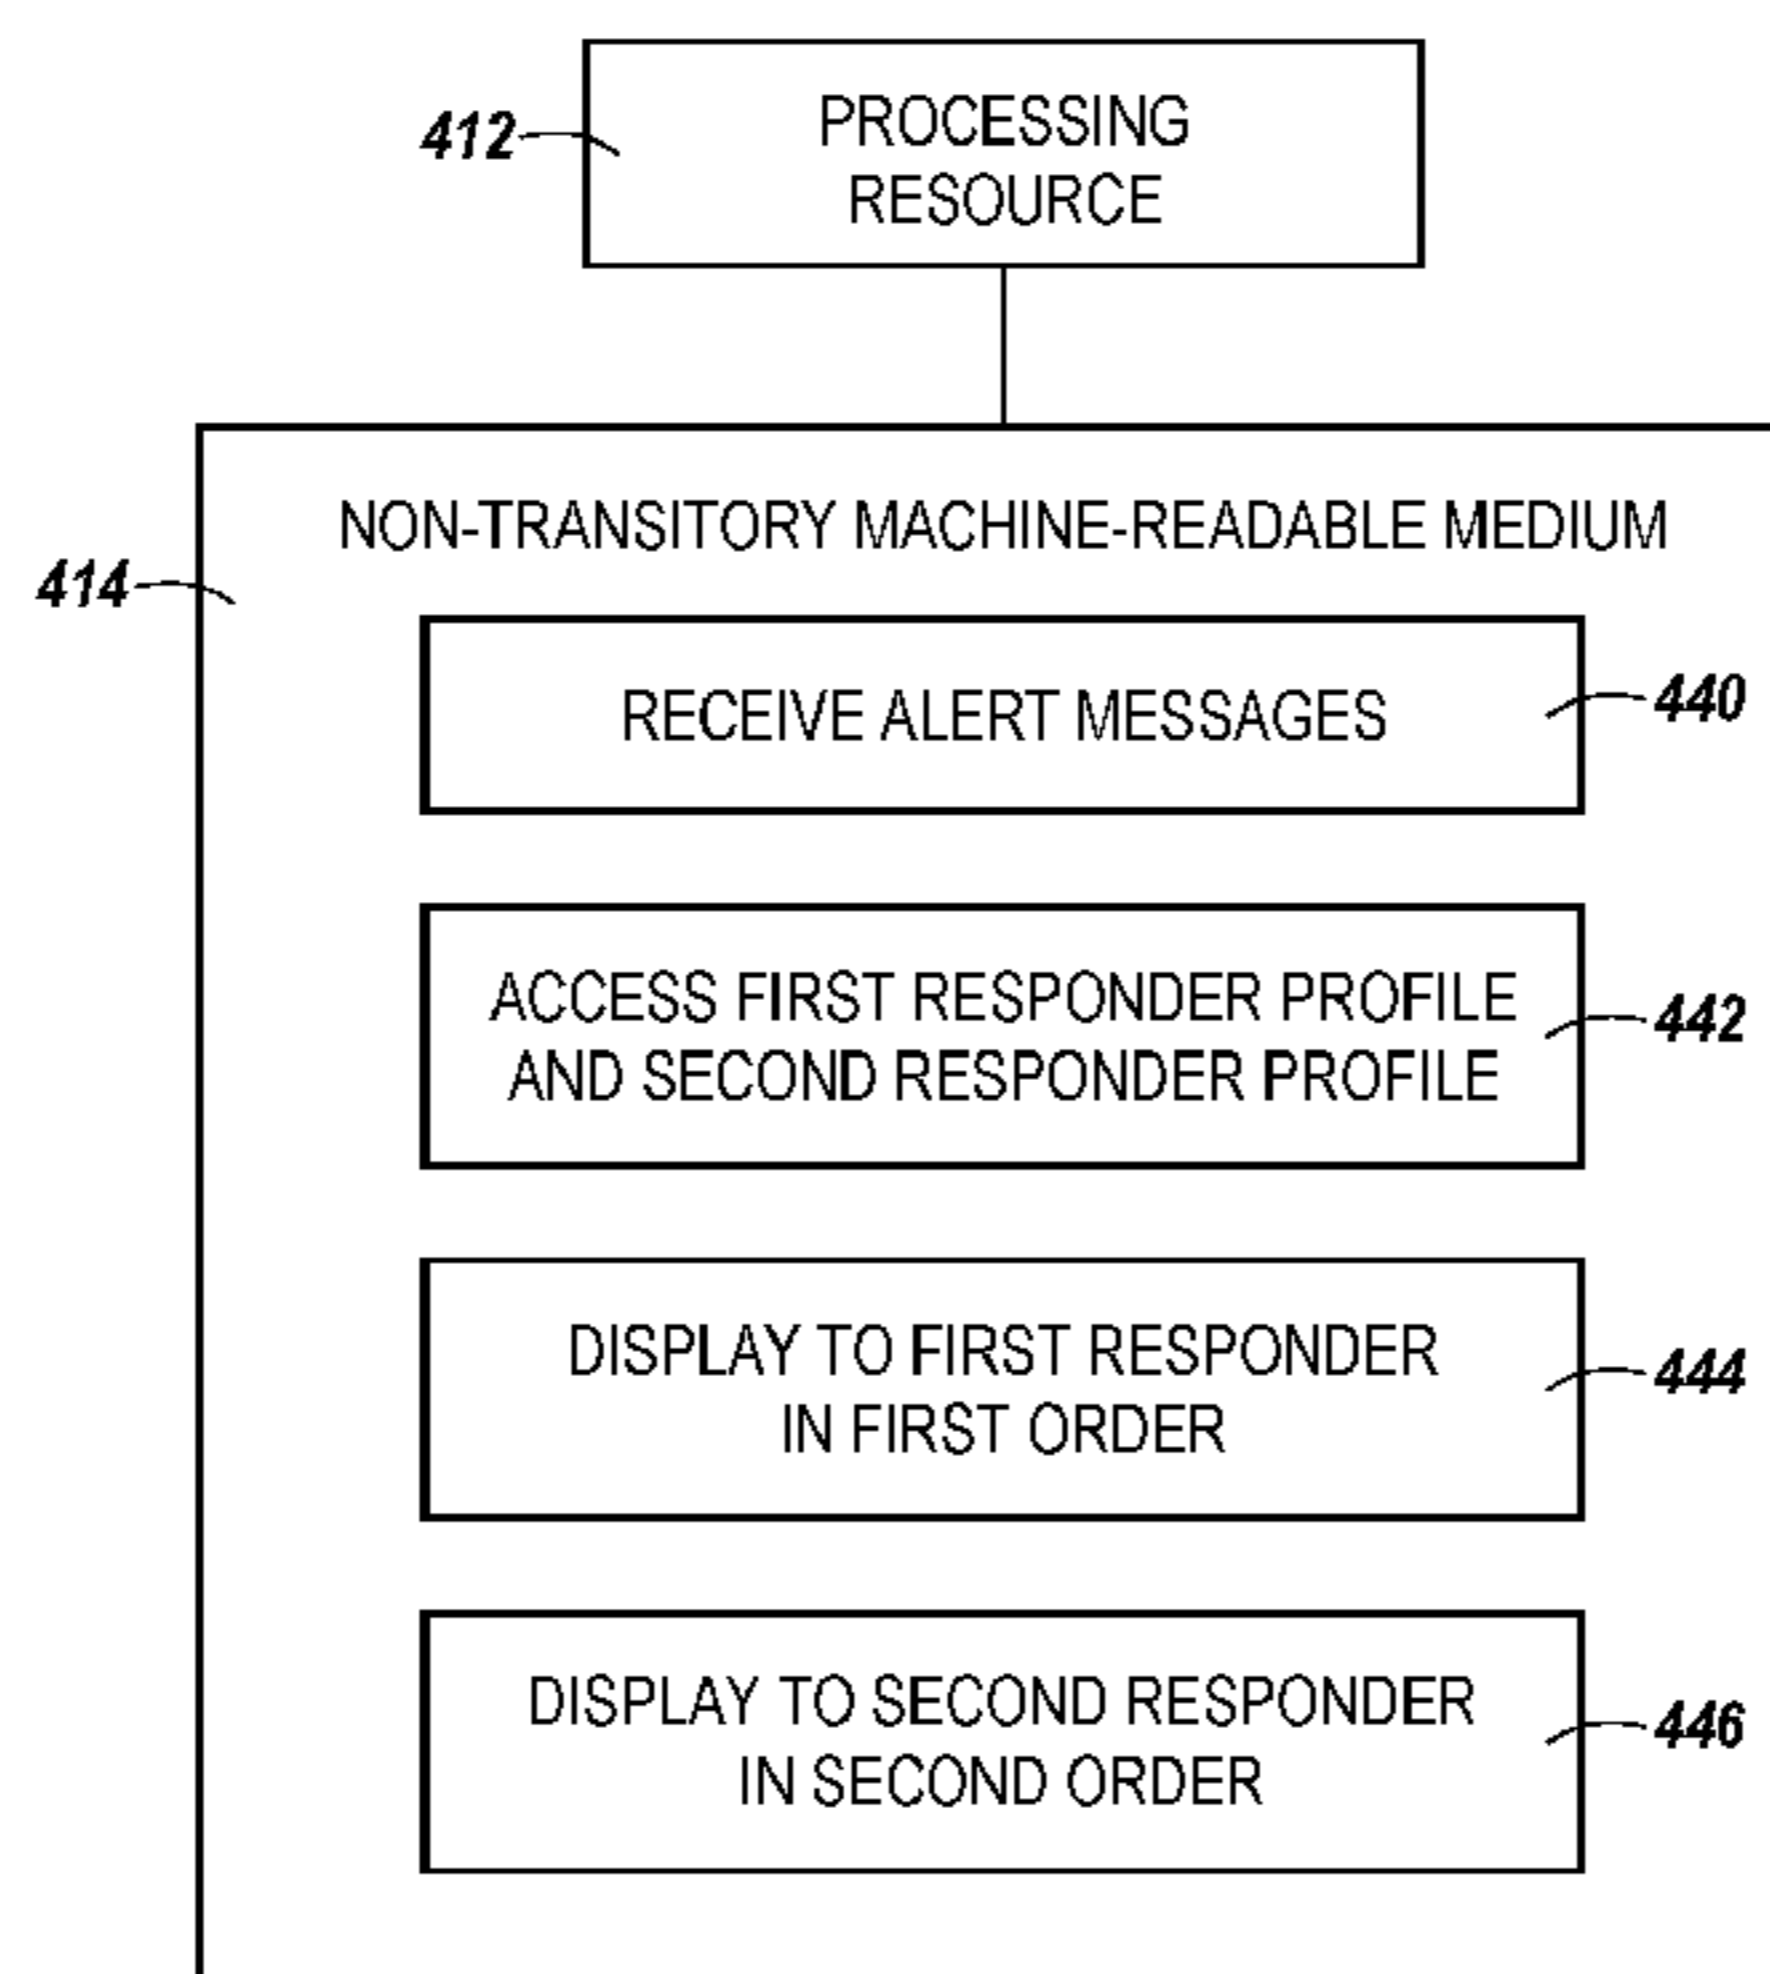 412
PROCESSING
RESOURCE
NON-TRANSITORY MACHINE-READABLE MEDIUM
414
RECEIVE ALERT MESSAGES
440
ACCESS FIRST RESPONDER PROFILE
AND SECOND RESPONDER PROFILE
442
DISPLAY TO FIRST RESPONDER
IN FIRST ORDER
444
DISPLAY TO SECOND RESPONDER
IN SECOND ORDER
446